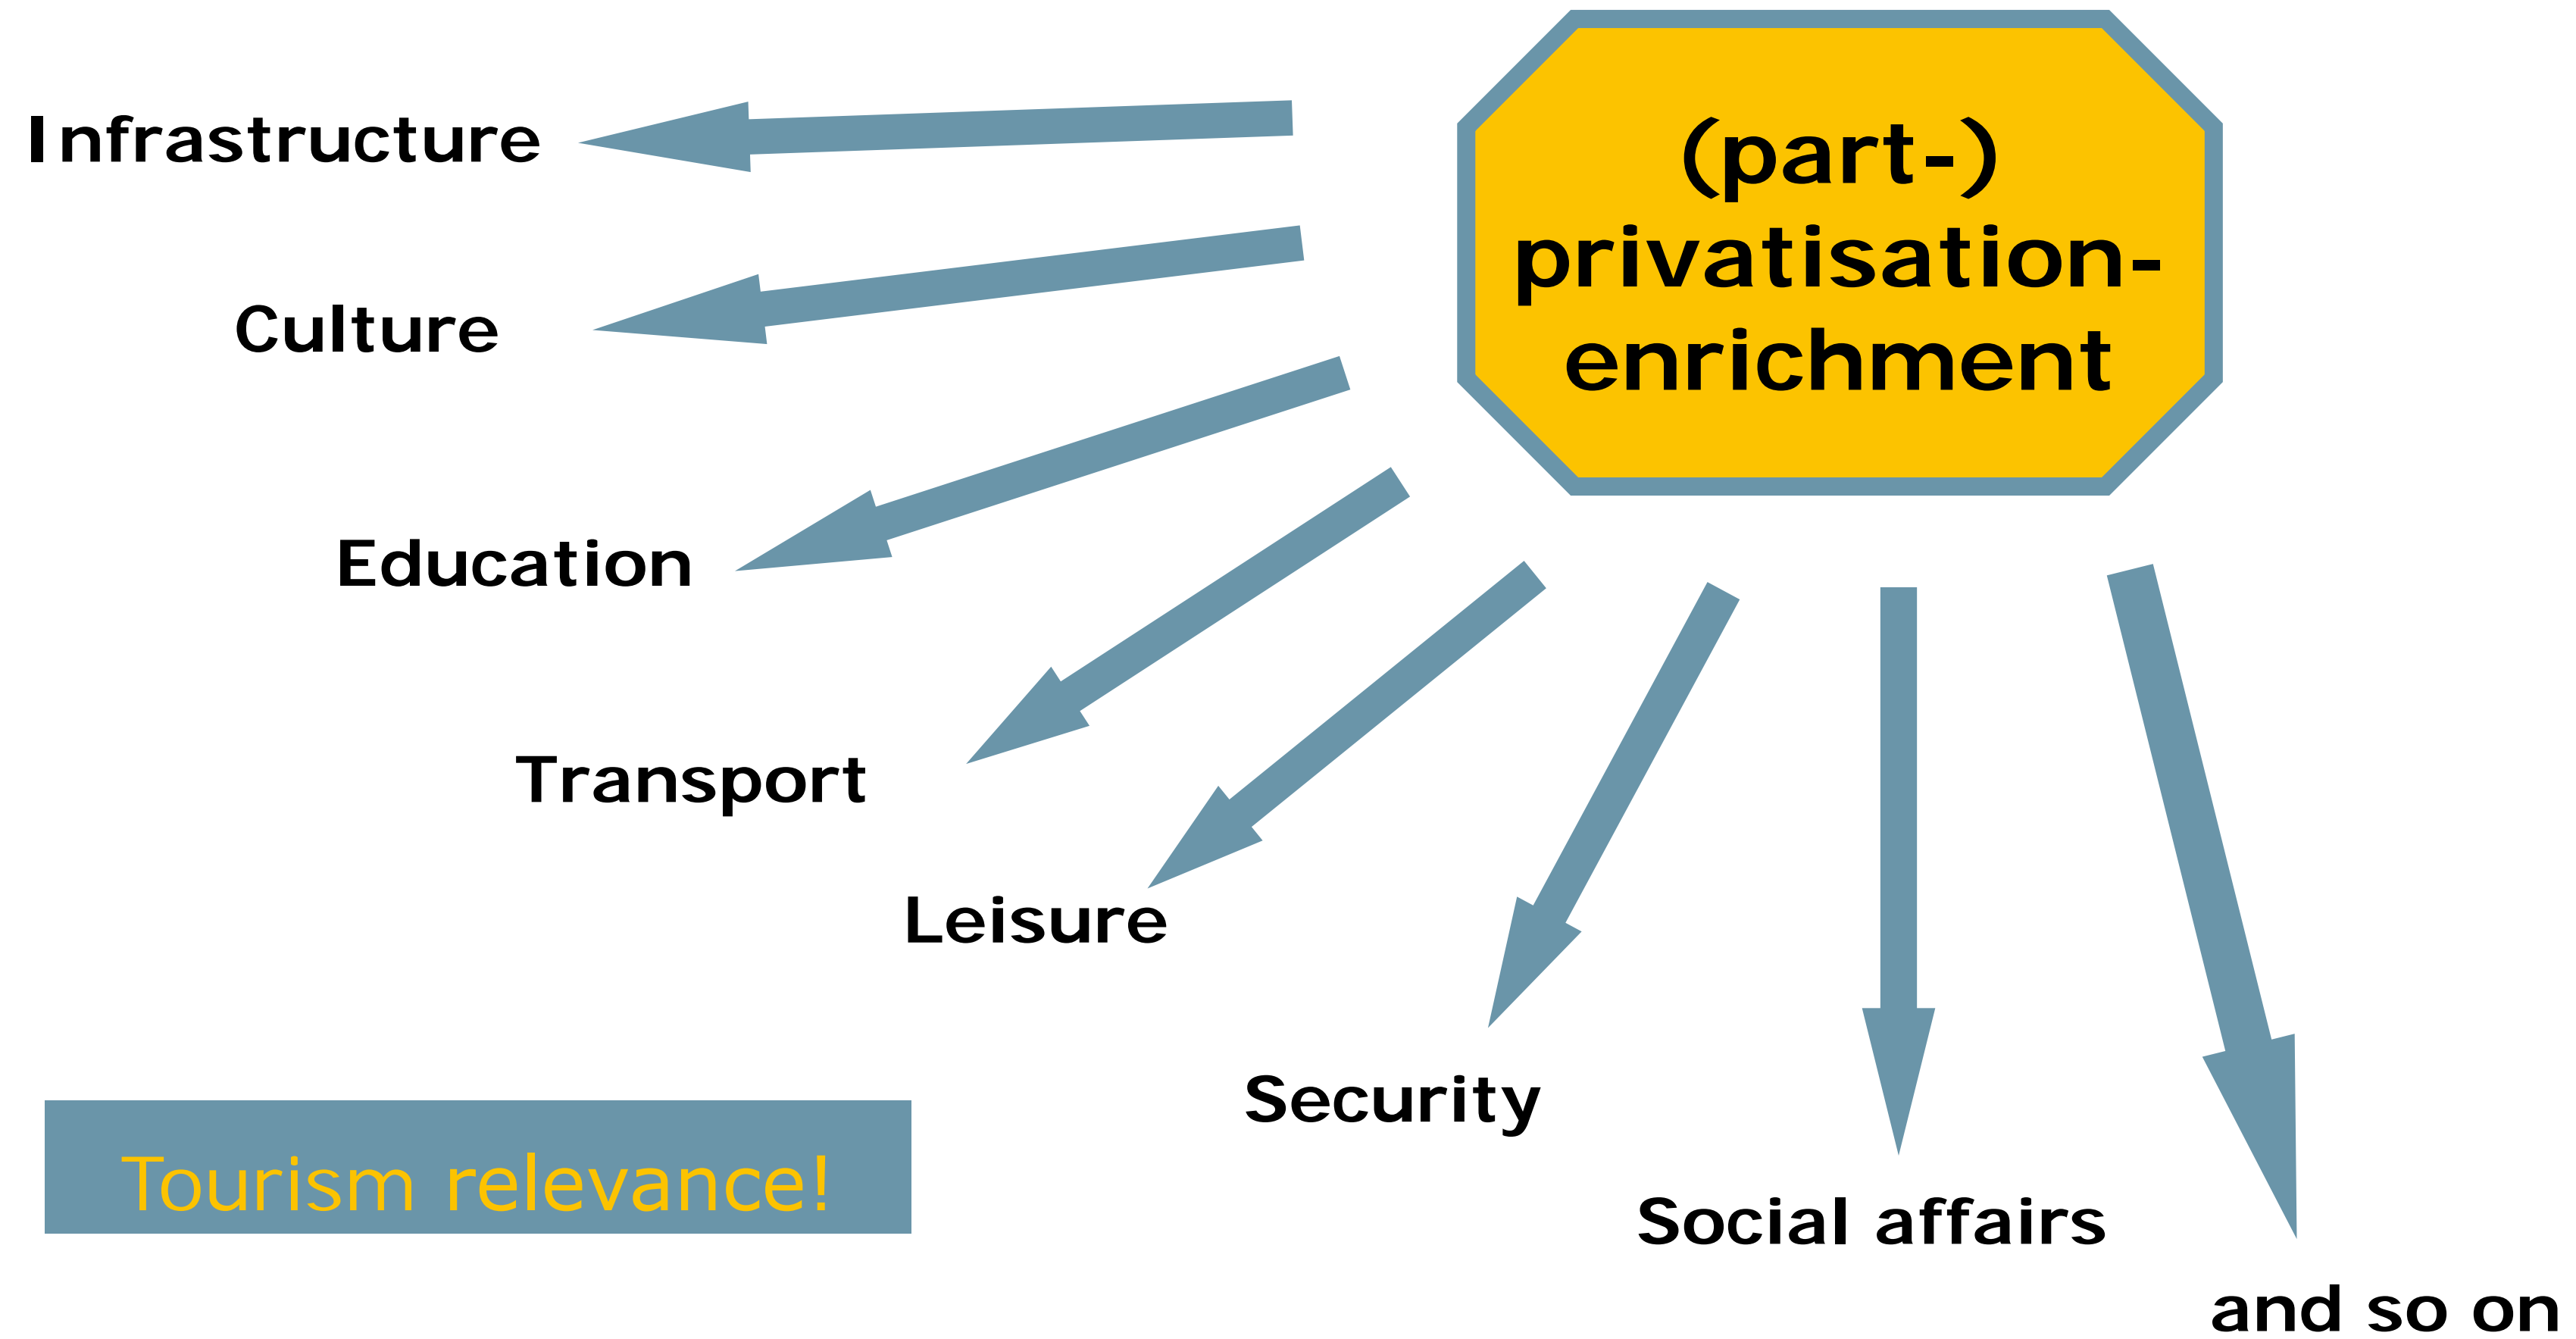 (part-)
privatisation-
enrichment
Infrastructure
Culture
Education
Transport
Leisure
Security
Social affairs
and so on
Tourism relevance!